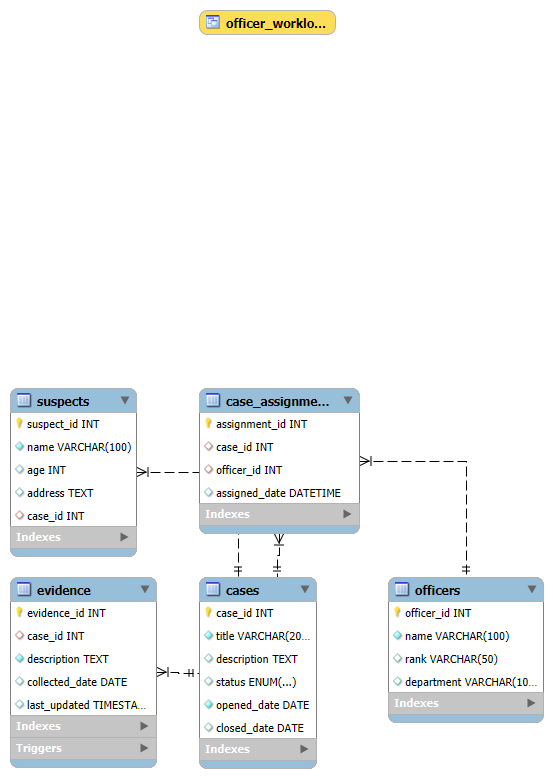 officer_worklo...
suspects
suspect_id INT
name VARCHAR(100)
age INT
address TEXT
case_id INT
Indexes
case_assignme...
assignment_id INT
case_id INT
officer_id INT
assigned_date DATETIME
Indexes
evidence
evidence_id INT
case_id INT
description TEXT
collected_date DATE
last_updated TIMESTA...
Indexes
Triggers
cases
case_id INT
title VARCHAR(20...
description TEXT
status ENUM(...)
opened_date DATE
closed_date DATE
Indexes
officers
officer_id INT
name VARCHAR(100)
rank VARCHAR(50)
department VARCHAR(10...
Indexes